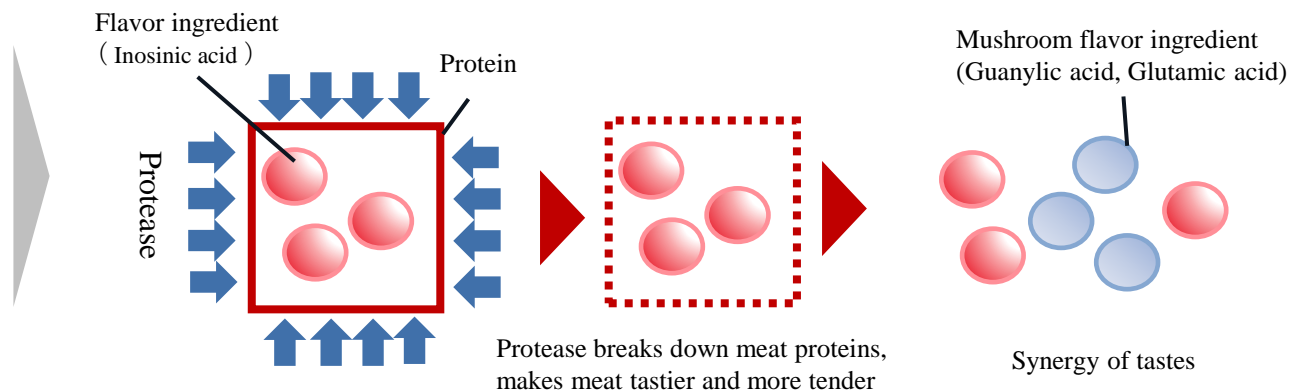 Flavor ingredient
（Inosinic acid）
Protein
Protease
Protease breaks down meat proteins,
makes meat tastier and more tender
Mushroom flavor ingredient
(Guanylic acid, Glutamic acid)
Synergy of tastes